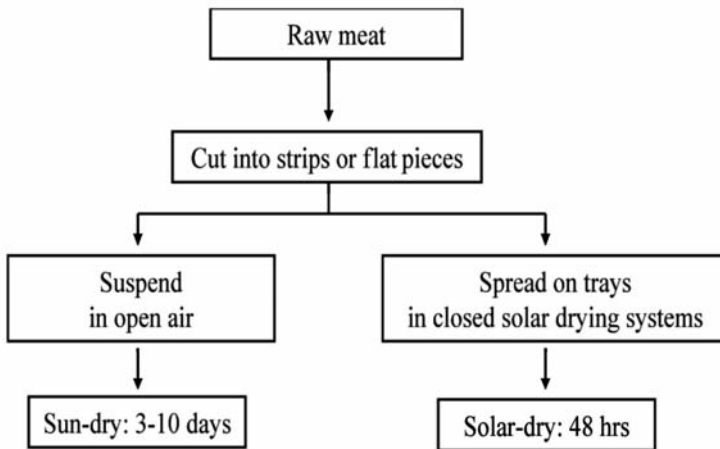 Raw meat
Cut into strips or flat pieces
Suspend
in open air
Spread on trays
in closed solar drying systems
Sun-dry: 3-10 days
Solar-dry: 48 hrs